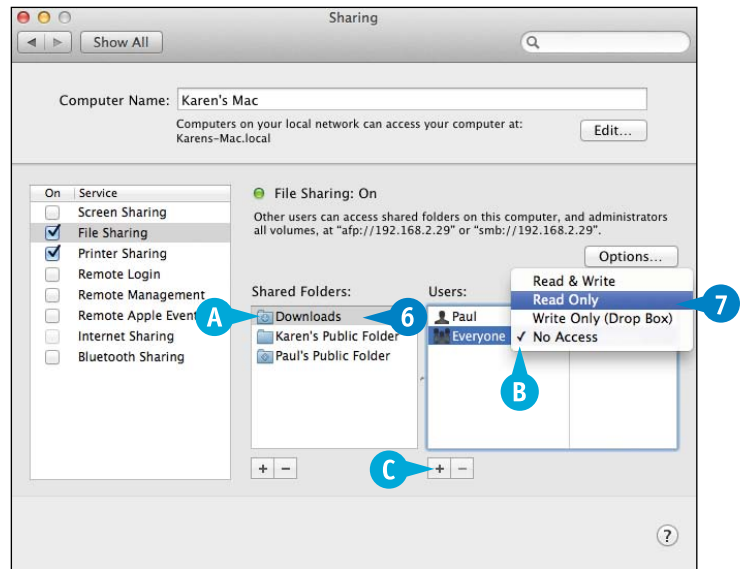 Sharing
Show All
Computer Name: Karen's Mac
Computers on your local network can access your computer at:
Karens-Mac.local
Edit...
On Service
Screen Sharing
File Sharing
Printer Sharing
Remote Login
Remote Management
Remote Apple Event
Internet Sharing
Bluetooth Sharing
File Sharing: On
Other users can access shared folders on this computer, and administrators
all volumes, at “afp://192.168.2.29” or “smb://192.168.2.29”.
Options...
Shared Folders:
A Downloads 6
Karen's Public Folder
Paul's Public Folder
+ −
Users:
Paul
Everyone
Read & Write
Read Only 7
Write Only (Drop Box)
✓ No Access
B
C + −
?